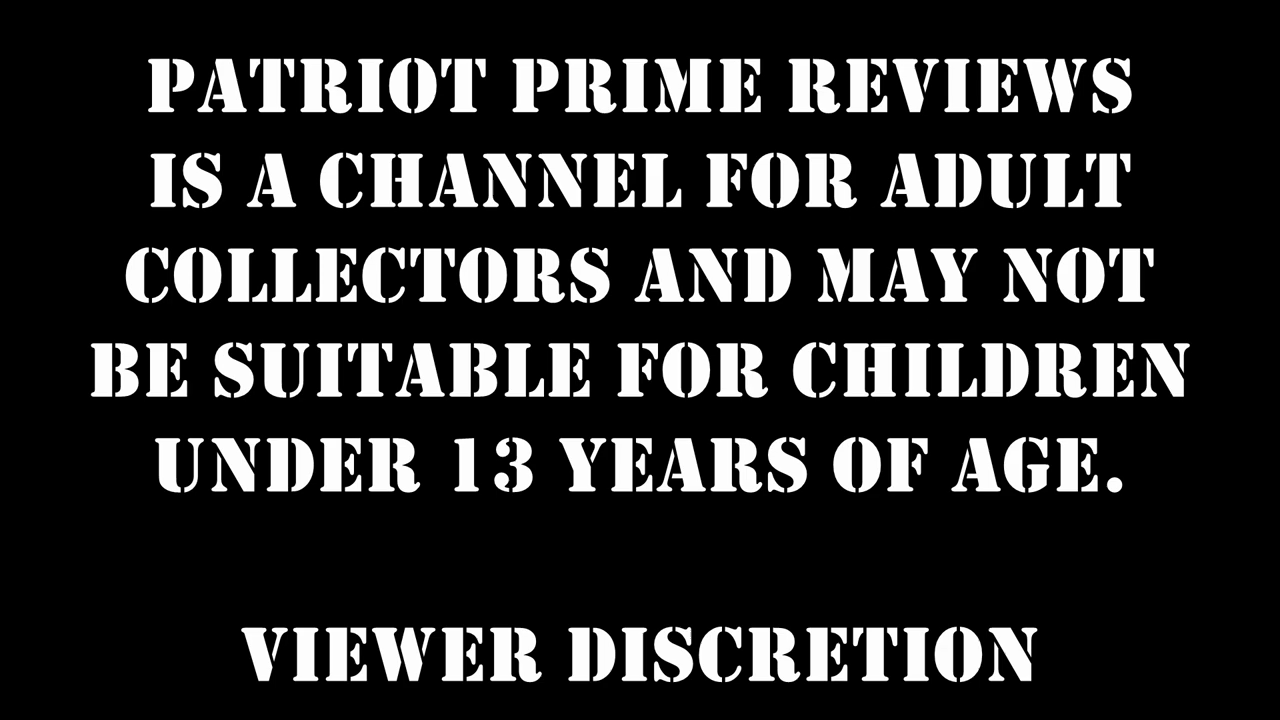 PATRIOT PRIME REVIEWS
IS A CHANNEL FOR ADULT
COLLECTORS AND MAY NOT
BE SUITABLE FOR CHILDREN
UNDER 13 YEARS OF AGE.
VIEWER DISCRETION